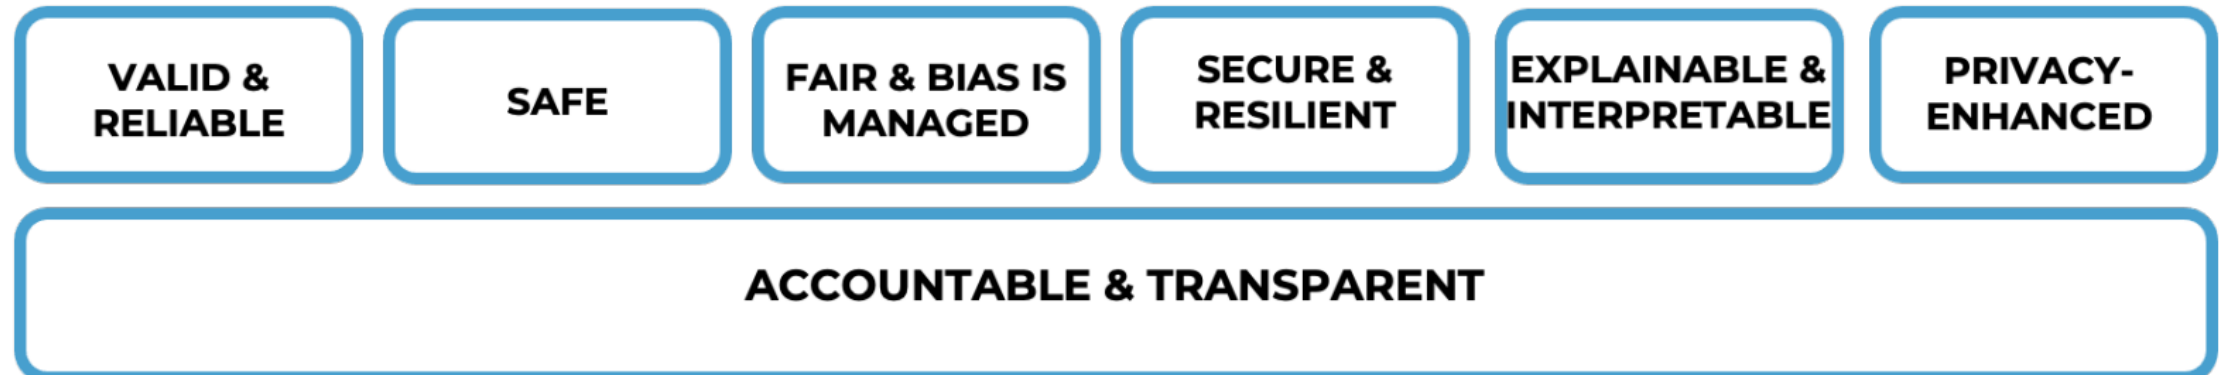 VALID &
RELIABLE
SAFE
FAIR & BIAS IS
MANAGED
SECURE &
RESILIENT
EXPLAINABLE &
INTERPRETABLE
PRIVACY-
ENHANCED
ACCOUNTABLE & TRANSPARENT